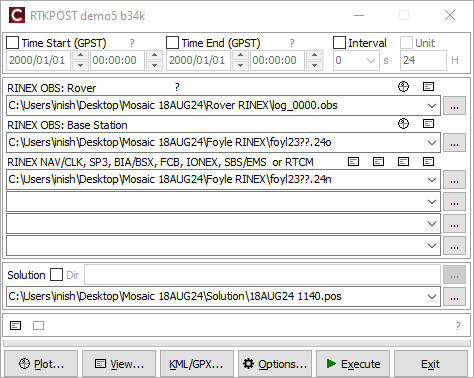 RTKPOST demo5 b34k
Time Start (GPST) ? Time End (GPST) ? Interval Unit
2000/01/01 00:00:00 2000/01/01 00:00:00 0 s 24 H
RINEX OBS: Rover ?
C:\Users\inish\Desktop\Mosaic 18AUG24\Rover RINEX\log_0000.obs ...
RINEX OBS: Base Station
C:\Users\inish\Desktop\Mosaic 18AUG24\Foyle RINEX\foyl23??.24o ...
RINEX NAV/CLK, SP3, BIA/BSX, FCB, IONEX, SBS/EMS or RTCM
C:\Users\inish\Desktop\Mosaic 18AUG24\Foyle RINEX\foyl23??.24n ...
...
...
...
Solution Dir ...
C:\Users\inish\Desktop\Mosaic 18AUG24\Solution\18AUG24 1140.pos ...
?
Plot... View... KML/GPX... Options... Execute Exit